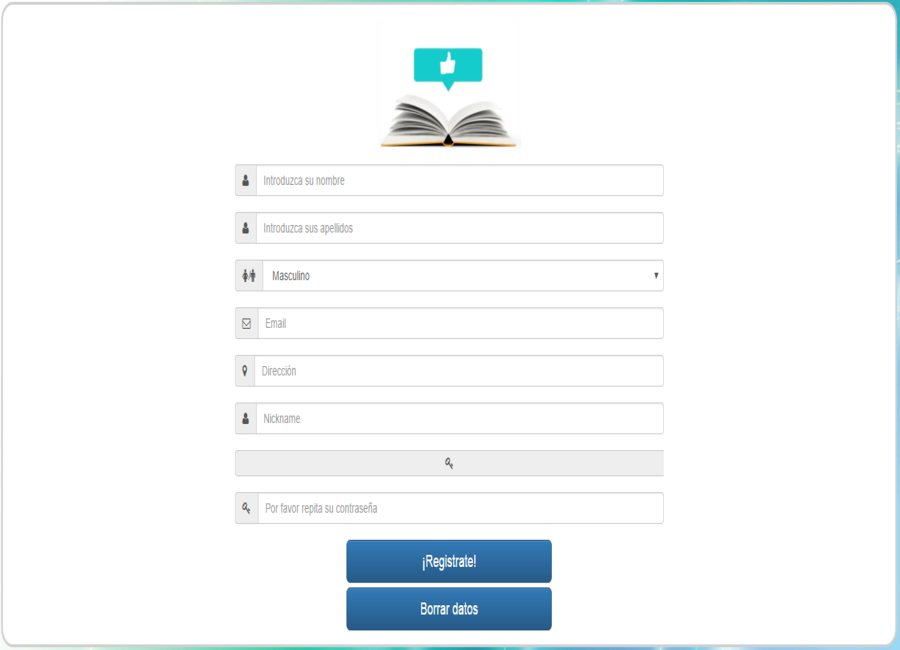 Introduzca su nombre
Introduzca sus apellidos
Masculino
Email
Dirección
Nickname
Por favor repita su contraseña
¡Registrate!
Borrar datos